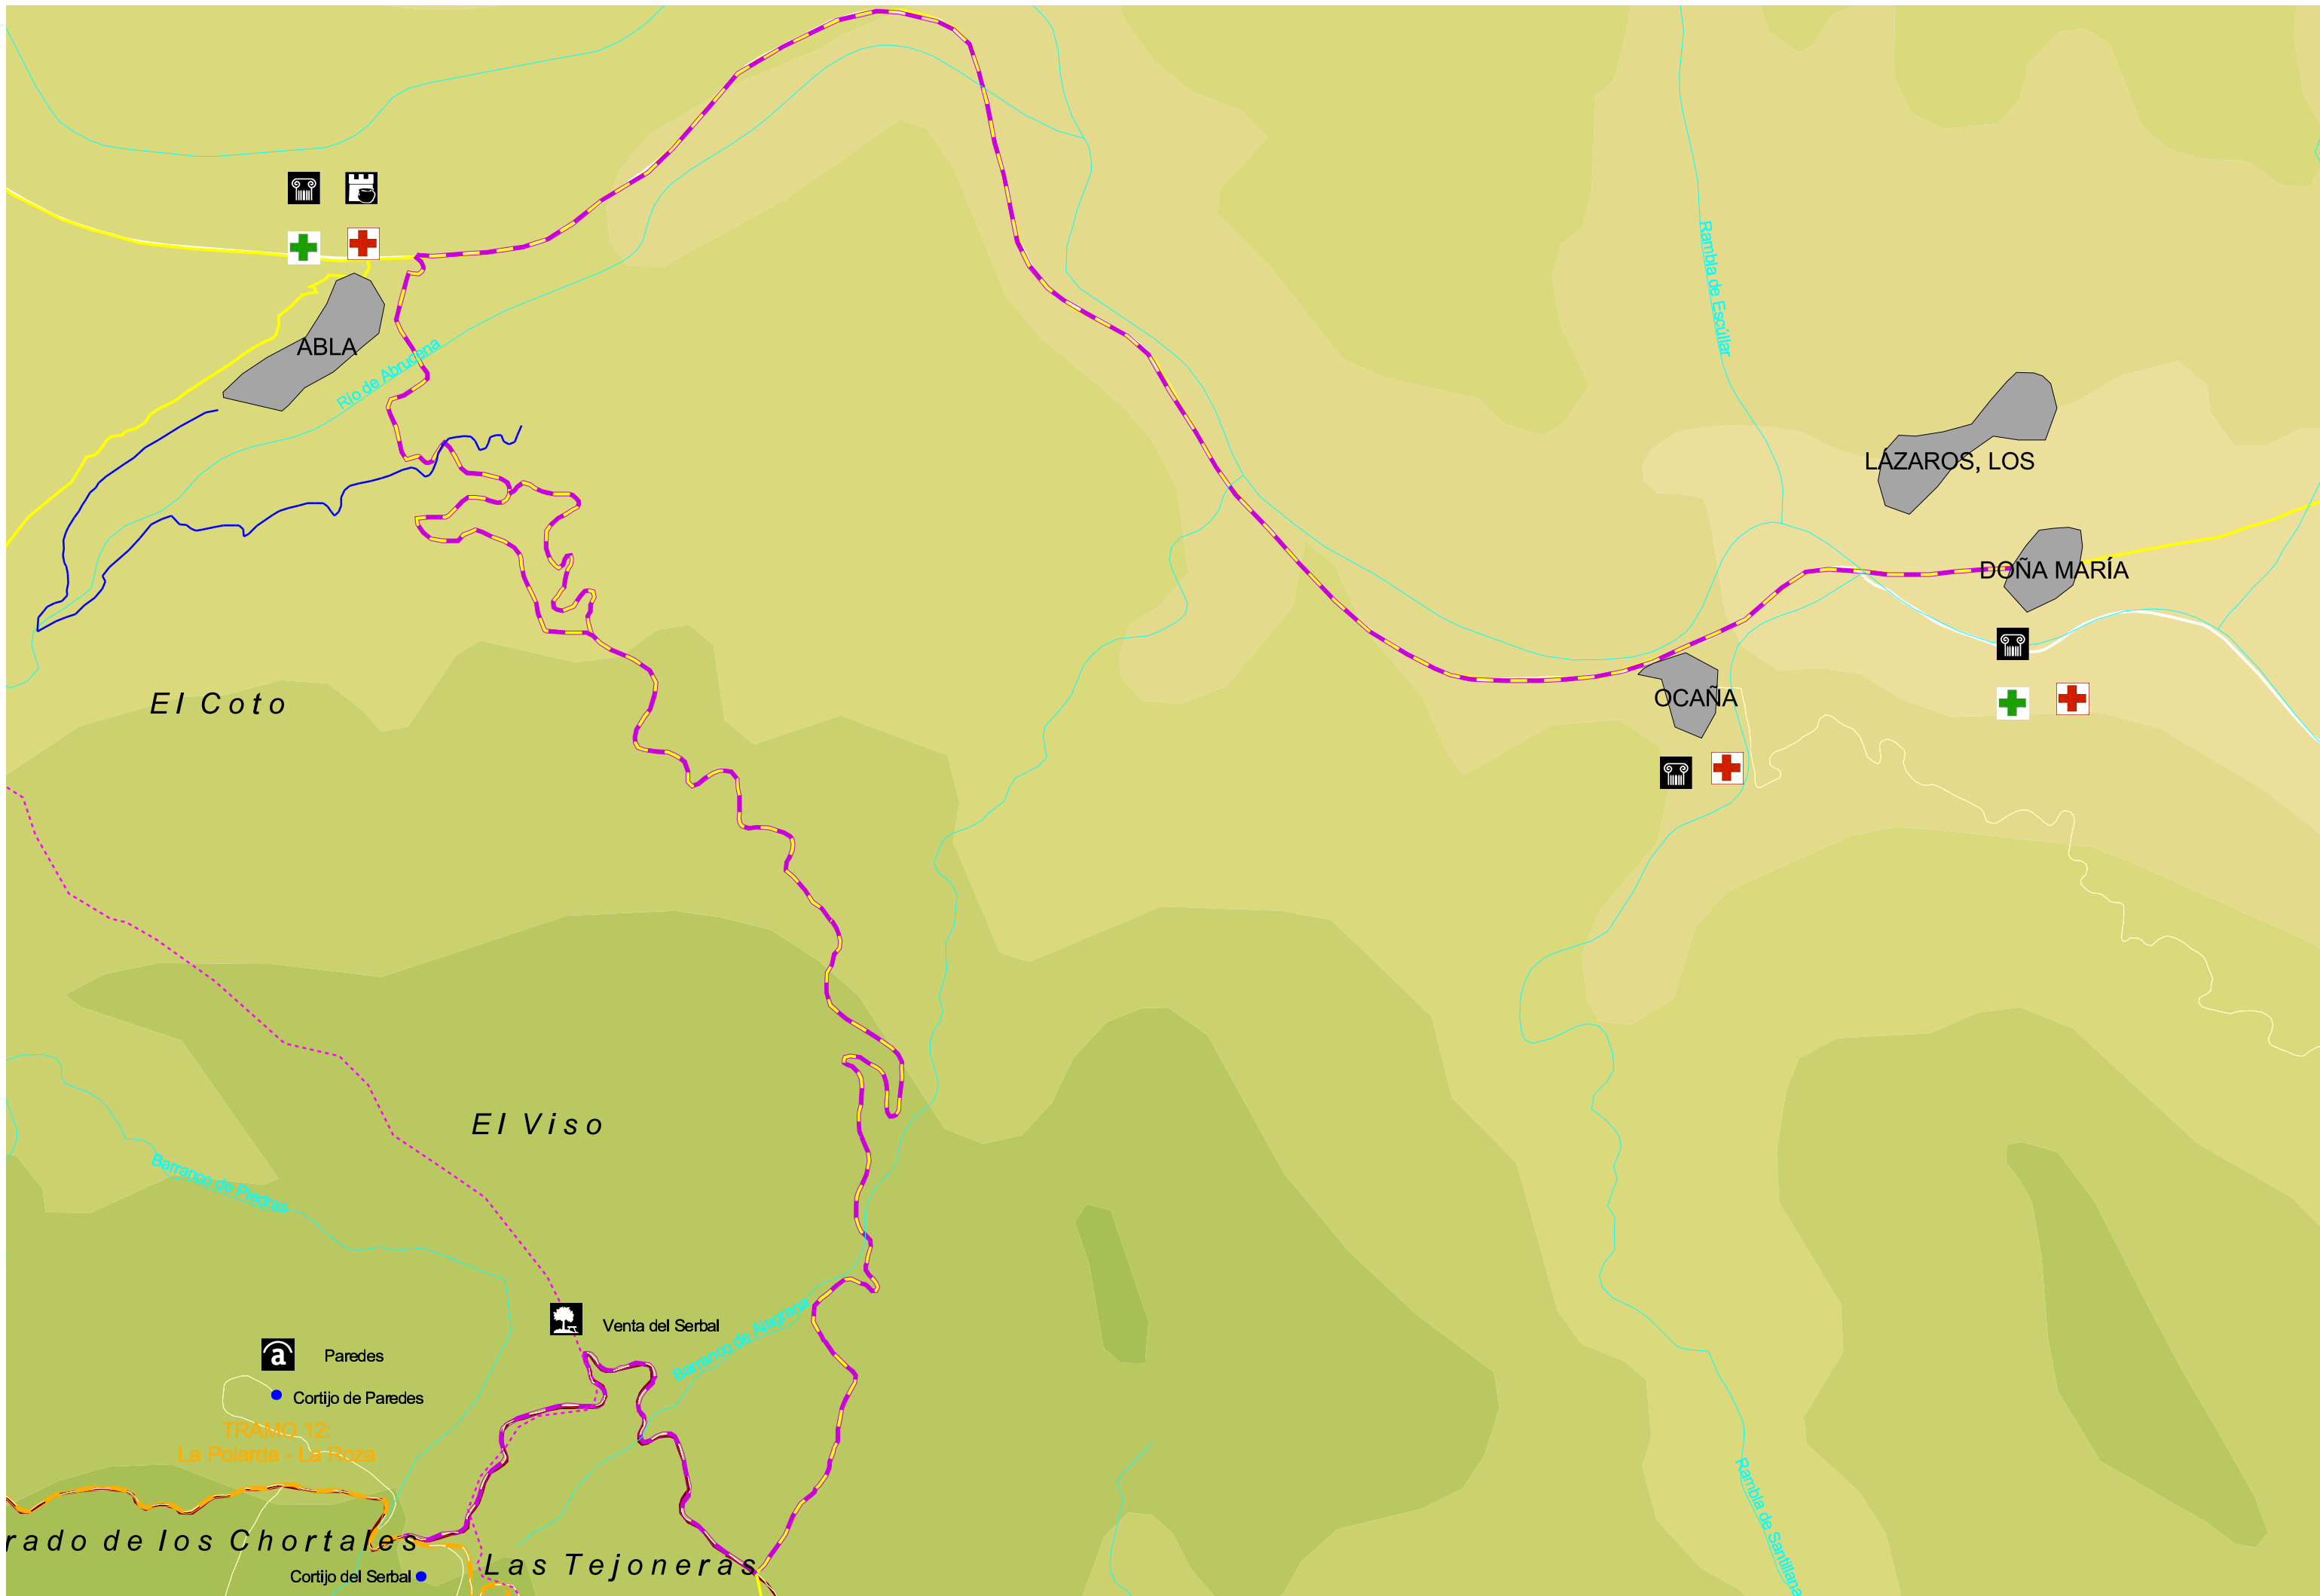 Rambla de Escúllar
ABLA
Río de Abrucena
LÁZAROS, LOS
DOÑA MARÍA
OCAÑA
El Coto
El Viso
Barranco de Piedras
Venta del Serbal
Barranco de Alagrana
a
Paredes
Cortijo de Paredes
TRAMO 12:
La Polarda - La Roza
rado de los Chortales
Las Tejoneras
Cortijo del Serbal
Rambla de Santillana